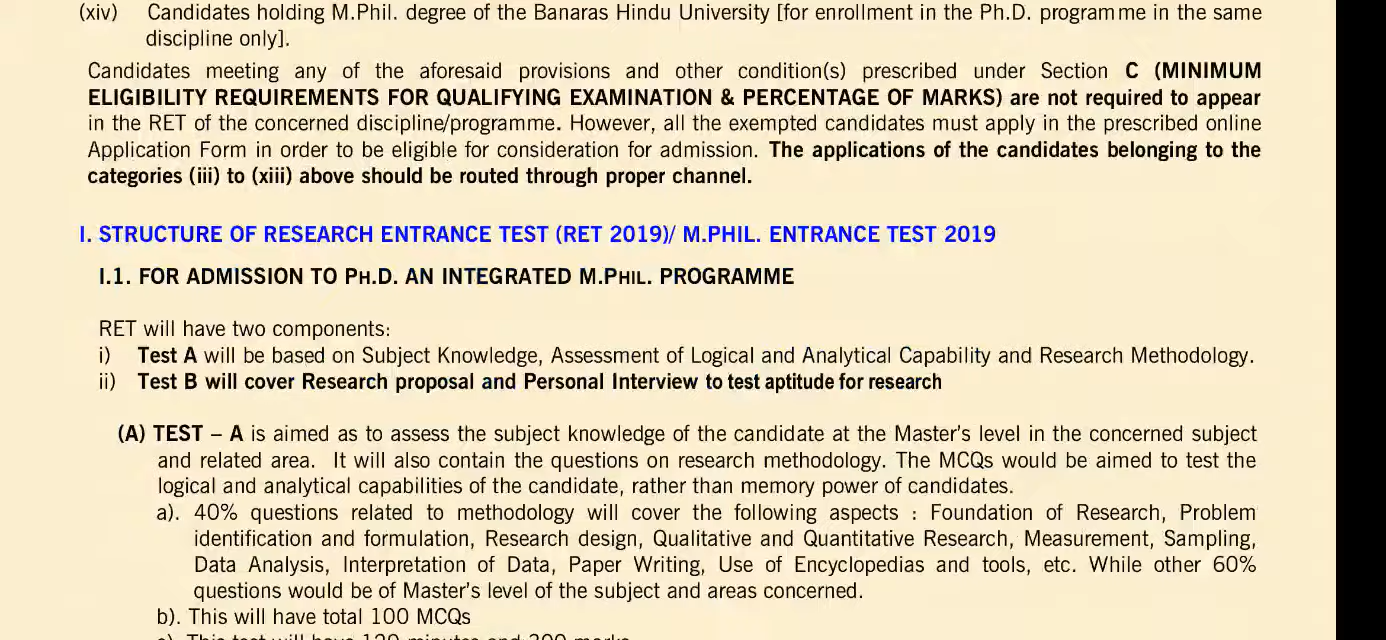 (xiv) Candidates holding M.Phil. degree of the Banaras Hindu University [for enrollment in the Ph.D. programme in the same
discipline only].
Candidates meeting any of the aforesaid provisions and other condition(s) prescribed under Section C (MINIMUM
ELIGIBILITY REQUIREMENTS FOR QUALIFYING EXAMINATION & PERCENTAGE OF MARKS) are not required to appear
in the RET of the concerned discipline/programme. However, all the exempted candidates must apply in the prescribed online
Application Form in order to be eligible for consideration for admission. The applications of the candidates belonging to the
categories (iii) to (xiii) above should be routed through proper channel.
I. STRUCTURE OF RESEARCH ENTRANCE TEST (RET 2019)/ M.PHIL. ENTRANCE TEST 2019
I.1. FOR ADMISSION TO PH.D. AN INTEGRATED M.PHIL. PROGRAMME
RET will have two components:
i) Test A will be based on Subject Knowledge, Assessment of Logical and Analytical Capability and Research Methodology.
ii) Test B will cover Research proposal and Personal Interview to test aptitude for research
(A) TEST – A is aimed as to assess the subject knowledge of the candidate at the Master's level in the concerned subject
and related area. It will also contain the questions on research methodology. The MCQs would be aimed to test the
logical and analytical capabilities of the candidate, rather than memory power of candidates.
a). 40% questions related to methodology will cover the following aspects : Foundation of Research, Problem
identification and formulation, Research design, Qualitative and Quantitative Research, Measurement, Sampling,
Data Analysis, Interpretation of Data, Paper Writing, Use of Encyclopedias and tools, etc. While other 60%
questions would be of Master's level of the subject and areas concerned.
b). This will have total 100 MCQs